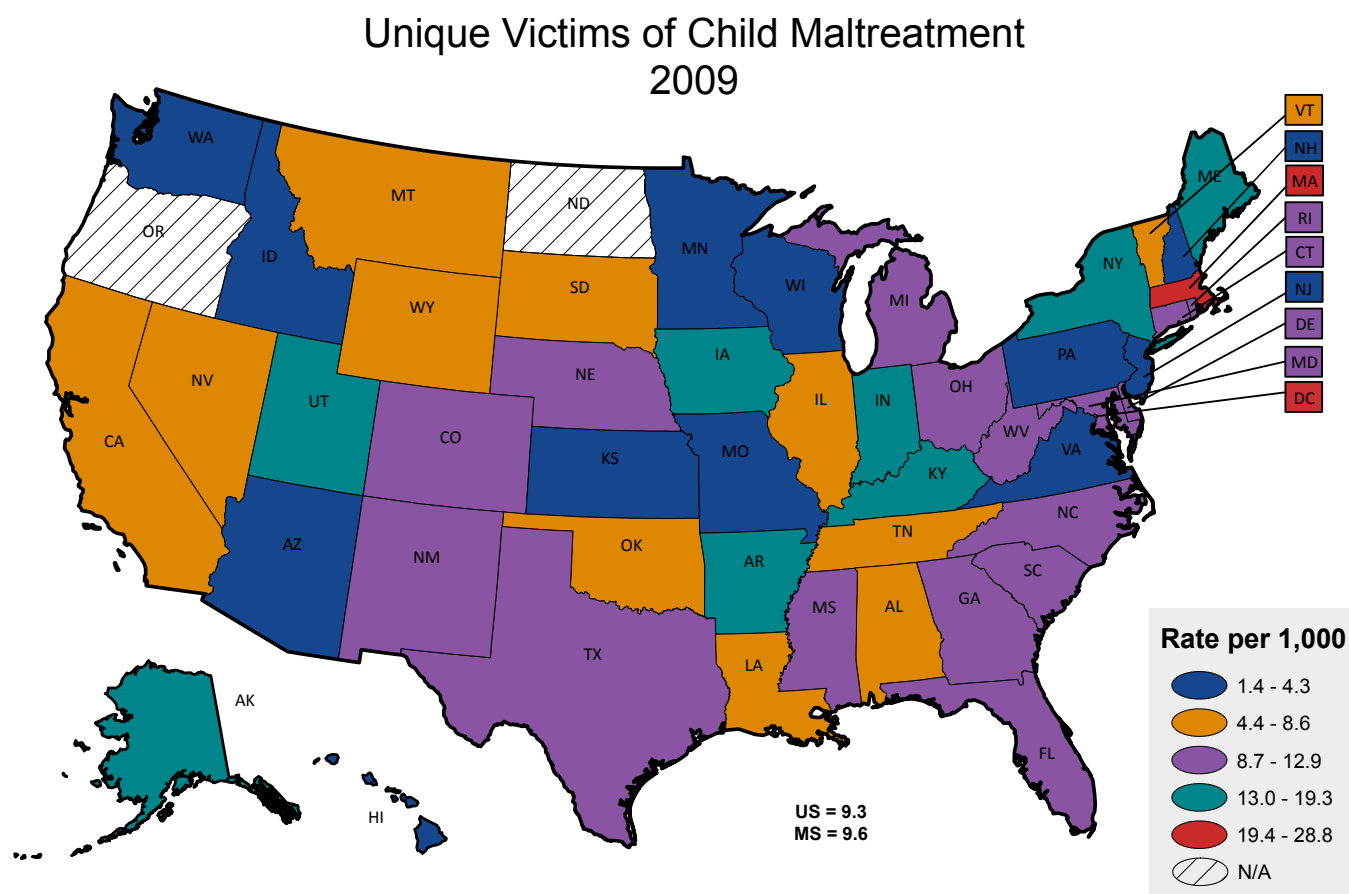 Unique Victims of Child Maltreatment
2009
VT
NH
MA
RI
CT
NJ
DE
MD
DC
WA
OR
ID
MT
ND
MN
WI
MI
ME
NY
WY
SD
IA
PA
NV
UT
CA
NE
IL
IN
OH
WV
CO
KS
MO
KY
VA
AZ
NM
OK
AR
TN
NC
SC
TX
LA
MS
AL
GA
FL
AK
HI
US = 9.3
MS = 9.6
Rate per 1,000
1.4 - 4.3
4.4 - 8.6
8.7 - 12.9
13.0 - 19.3
19.4 - 28.8
N/A